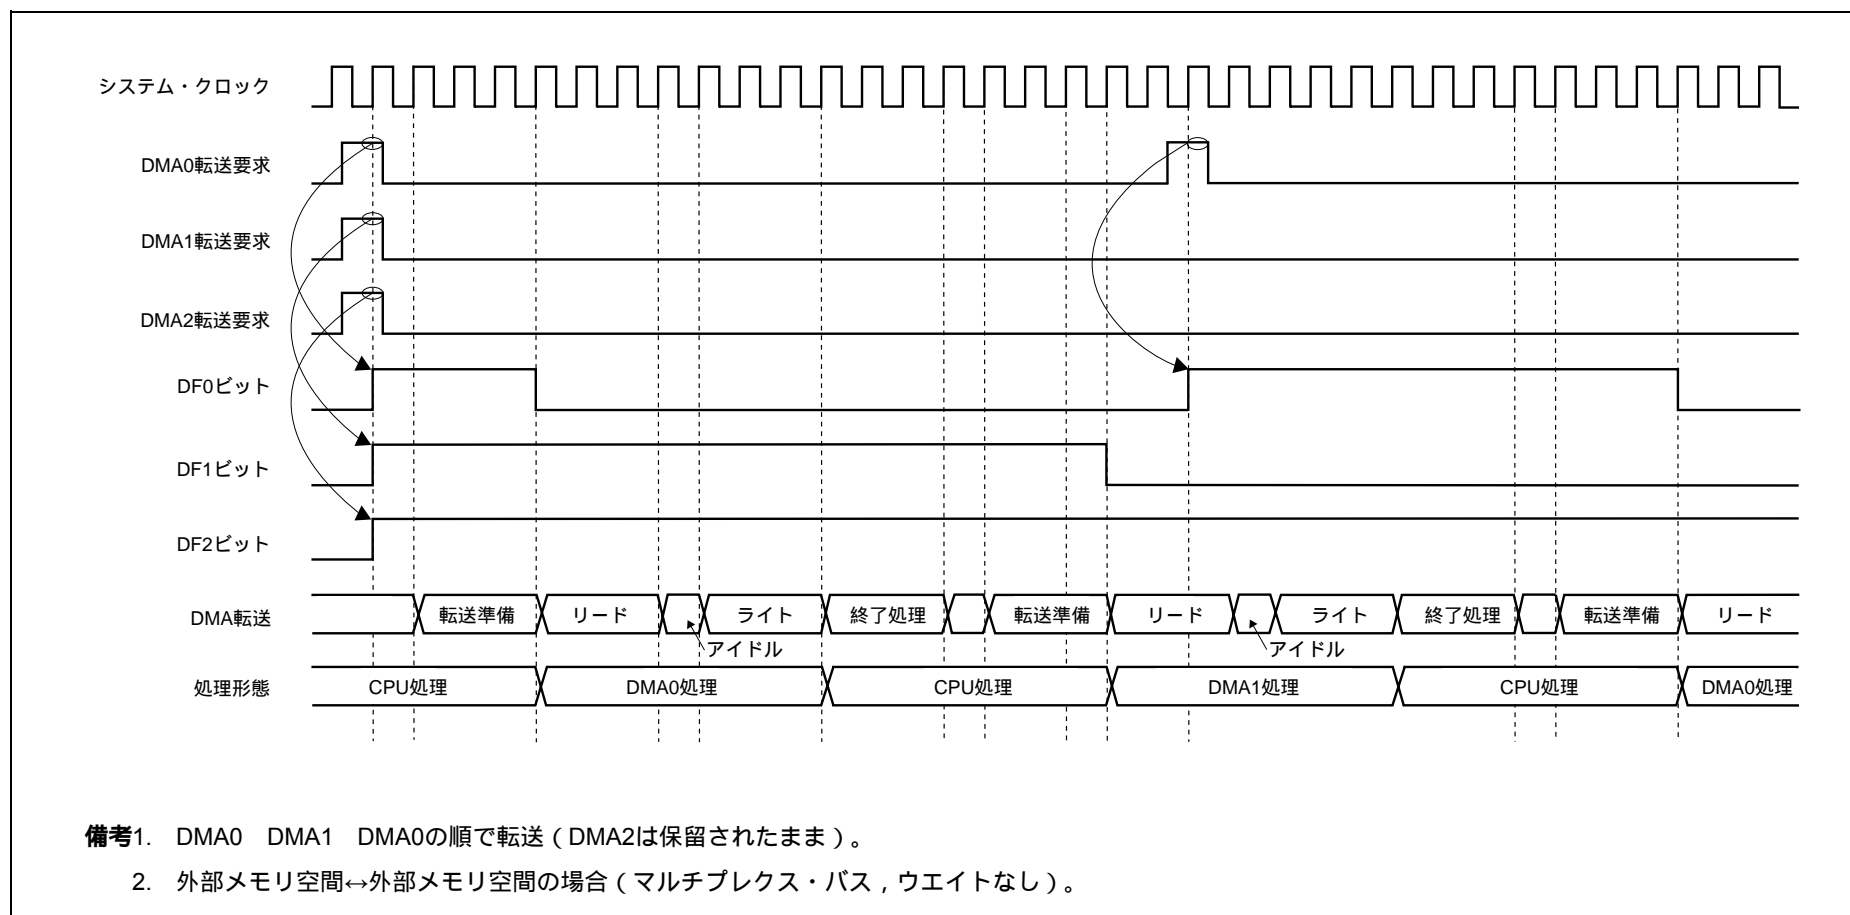 システム・クロック
DMA0転送要求
DMA1転送要求
DMA2転送要求
DF0ビット
DF1ビット
DF2ビット
DMA転送 転送準備 リード ライト 終了処理 転送準備 リード ライト 終了処理 転送準備 リード
アイドル アイドル
処理形態 CPU処理 DMA0処理 CPU処理 DMA1処理 CPU処理 DMA0処理
備考1. DMA0 DMA1 DMA0の順で転送（DMA2は保留されたまま）。
2. 外部メモリ空間↔外部メモリ空間の場合（マルチプレクス・バス，ウエイトなし）。